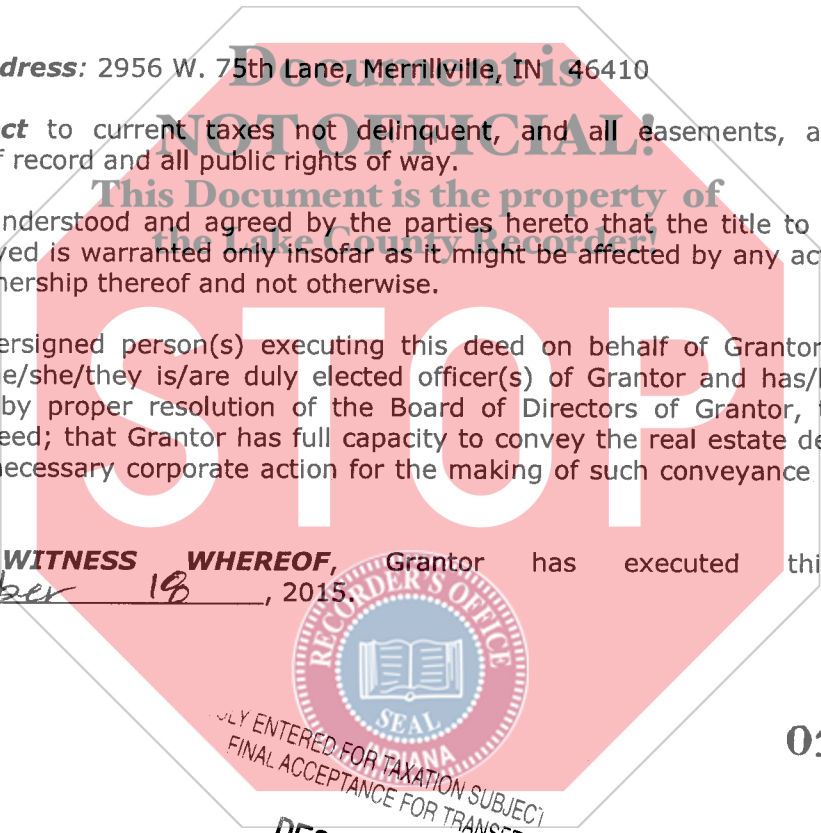 dress: 2956 W. 75th Lane, Merrillville, IN 46410
Document is
ct to current taxes not delinquent, and all easements, a
NOT OFFICIAL!
f record and all public rights of way.
This Document is the property of
nderstood and agreed by the parties hereto that the title to
the Lake County Recorder!
yed is warranted only insofar as it might be affected by any ac
nership thereof and not otherwise.
STOP
ersigned person(s) executing this deed on behalf of Grantor
e/she/they is/are duly elected officer(s) of Grantor and has/
by proper resolution of the Board of Directors of Grantor, t
eed; that Grantor has full capacity to convey the real estate de
necessary corporate action for the making of such conveyance
WITNESS WHEREOF, Grantor has executed thi
ber 18, 2015.
RECORDER'S OFFICE
SEAL
INDIANA
LY ENTERED FOR TAXATION SUBJECT
FINAL ACCEPTANCE FOR TRANSFE